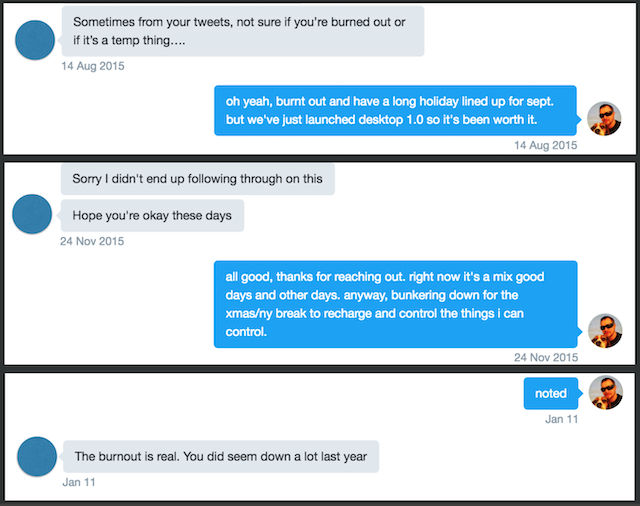 Sometimes from your tweets, not sure if you're burned out or
if it's a temp thing....
14 Aug 2015
oh yeah, burnt out and have a long holiday lined up for sept.
but we've just launched desktop 1.0 so it's been worth it.
14 Aug 2015
Sorry I didn't end up following through on this
Hope you're okay these days
24 Nov 2015
all good, thanks for reaching out. right now it's a mix good
days and other days. anyway, bunkering down for the
xmas/ny break to recharge and control the things i can
control.
24 Nov 2015
noted
Jan 11
The burnout is real. You did seem down a lot last year
Jan 11